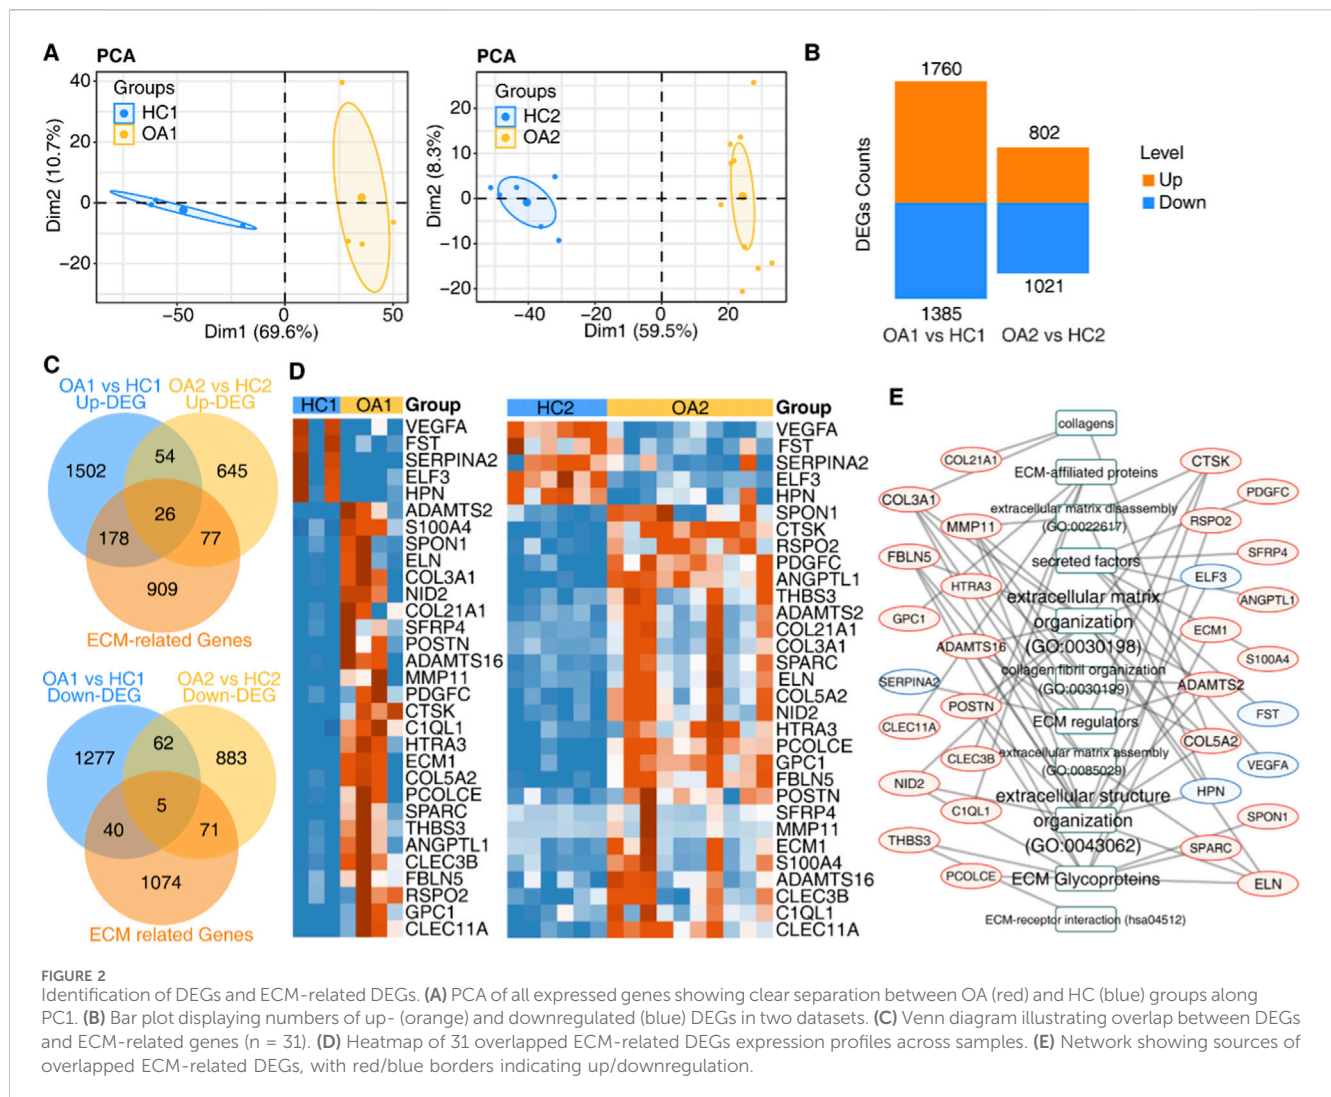 A
PCA
Groups
HC1
OA1
40
20
0
−20
Dim2 (10.7%)
−50
0
50
Dim1 (69.6%)
PCA
Groups
HC2
OA2
20
10
0
−10
−20
Dim2 (8.3%)
−40
−20
0
20
Dim1 (59.5%)
B
1760
802
DEGs Counts
1385
1021
OA1 vs HC1
OA2 vs HC2
Level
Up
Down
C
OA1 vs HC1
Up-DEG
OA2 vs HC2
Up-DEG
1502
54
645
26
178
77
909
ECM-related Genes
OA1 vs HC1
Down-DEG
OA2 vs HC2
Down-DEG
1277
62
883
5
40
71
1074
ECM related Genes
D
HC1
OA1
Group
VEGFA
FST
SERPINA2
ELF3
HPN
ADAMTS2
S100A4
SPON1
ELN
COL3A1
NID2
COL21A1
SFRP4
POSTN
ADAMTS16
MMP11
PDGFC
CTSK
C1QL1
HTRA3
ECM1
COL5A2
PCOLCE
SPARC
THBS3
ANGPTL1
CLEC3B
FBLN5
RSPO2
GPC1
CLEC11A
HC2
OA2
Group
VEGFA
FST
SERPINA2
ELF3
HPN
SPON1
CTSK
RSPO2
PDGFC
ANGPTL1
THBS3
ADAMTS2
COL21A1
COL3A1
SPARC
ELN
COL5A2
NID2
HTRA3
PCOLCE
GPC1
FBLN5
POSTN
SFRP4
MMP11
ECM1
S100A4
ADAMTS16
CLEC3B
C1QL1
CLEC11A
E
COL21A1
COL3A1
MMP11
FBLN5
HTRA3
GPC1
ADAMTS16
SERPINA2
POSTN
CLEC11A
CLEC3B
NID2
C1QL1
THBS3
PCOLCE
collagens
ECM-affiliated proteins
extracellular matrix disassembly
(GO:0022617)
secreted factors
extracellular matrix
organization
(GO:0030198)
collagen fibril organization
(GO:0030199)
ECM regulators
extracellular matrix assembly
(GO:0085029)
extracellular structure
organization
(GO:0043062)
ECM Glycoproteins
ECM-receptor interaction (hsa04512)
CTSK
PDGFC
RSPO2
SFRP4
ELF3
ANGPTL1
ECM1
S100A4
ADAMTS2
FST
COL5A2
VEGFA
HPN
SPON1
SPARC
ELN
FIGURE 2
Identification of DEGs and ECM-related DEGs. (A) PCA of all expressed genes showing clear separation between OA (red) and HC (blue) groups along
PC1. (B) Bar plot displaying numbers of up- (orange) and downregulated (blue) DEGs in two datasets. (C) Venn diagram illustrating overlap between DEGs
and ECM-related genes (n = 31). (D) Heatmap of 31 overlapped ECM-related DEGs expression profiles across samples. (E) Network showing sources of
overlapped ECM-related DEGs, with red/blue borders indicating up/downregulation.